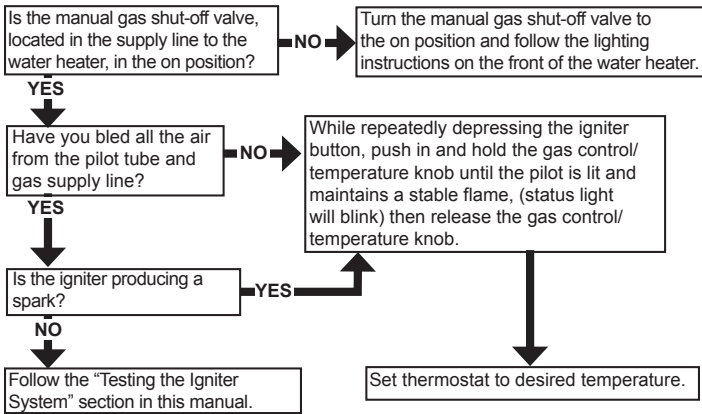 Is the manual gas shut-off valve,
located in the supply line to the
water heater, in the on position?
NO
Turn the manual gas shut-off valve to
the on position and follow the lighting
instructions on the front of the water heater.
YES
Have you bled all the air
from the pilot tube and
gas supply line?
NO
While repeatedly depressing the igniter
button, push in and hold the gas control/
temperature knob until the pilot is lit and
maintains a stable flame, (status light
will blink) then release the gas control/
temperature knob.
YES
Is the igniter producing a
spark?
YES
NO
Follow the “Testing the Igniter
System” section in this manual.
Set thermostat to desired temperature.